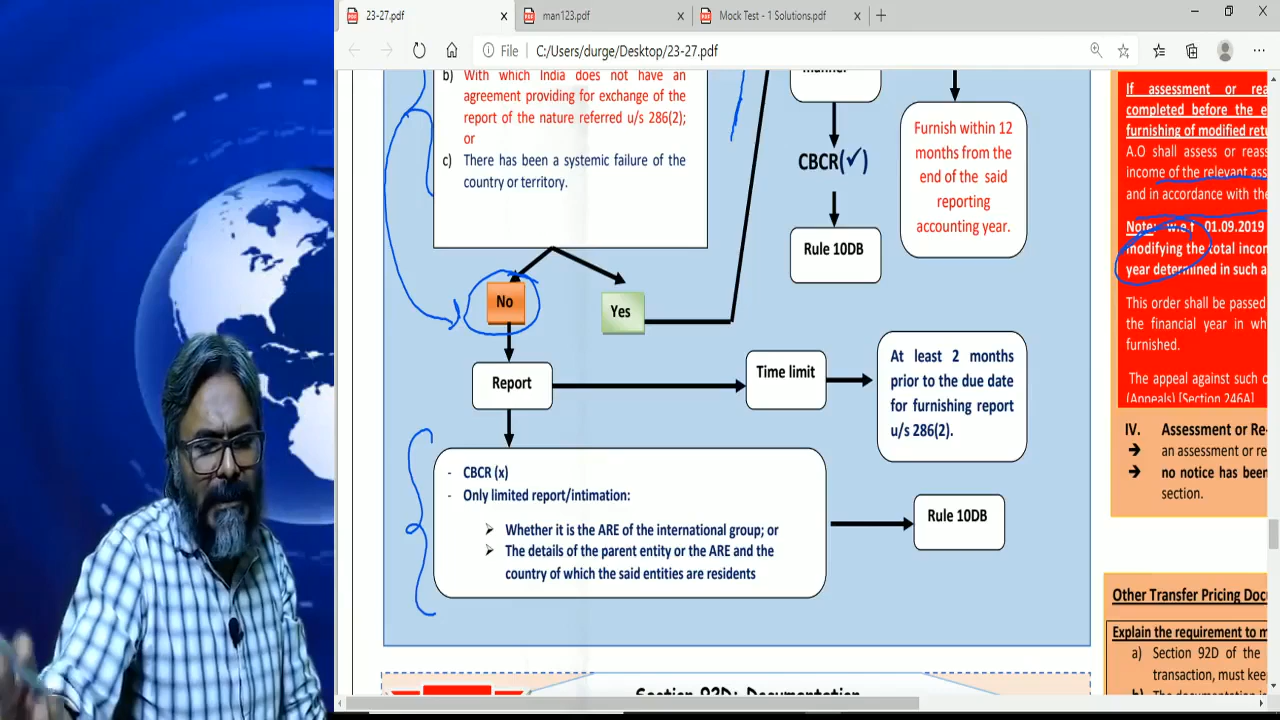 23-27.pdf
man123.pdf
Mock Test - 1 Solutions.pdf
File
C:/Users/durge/Desktop/23-27.pdf
b) With which India does not have an
agreement providing for exchange of the
report of the nature referred u/s 286(2);
or
c) There has been a systemic failure of the
country or territory.
No
Yes
manner
CBCR(✓)
Rule 10DB
Furnish within 12
months from the
end of the said
reporting
accounting year.
Report
Time limit
At least 2 months
prior to the due date
for furnishing report
u/s 286(2).
- CBCR (x)
- Only limited report/intimation:
➢ Whether it is the ARE of the international group; or
➢ The details of the parent entity or the ARE and the
country of which the said entities are residents
Rule 10DB
Section 92D: Documentation
If assessment or rea
completed before the e
furnishing of modified retu
A.O shall assess or reass
income of the relevant ass
and in accordance with the
Note: w.e.f. 01.09.2019
modifying the total incom
year determined in such a
This order shall be passed
the financial year in wh
furnished.
The appeal against such o
(Appeals) [Section 246A]
IV. Assessment or Re-
an assessment or re
no notice has been
section.
Other Transfer Pricing Doc
Explain the requirement to m
a) Section 92D of the
transaction, must kee
b) The documentation is